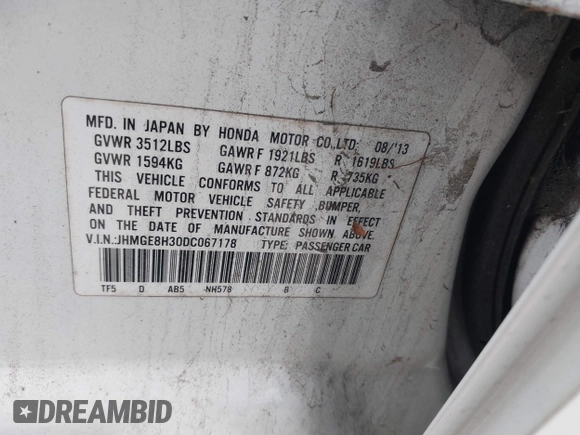 MFD. IN JAPAN BY HONDA MOTOR CO.,LTD: 08/'13
GVWR 3512LBS GAWR F 1921LBS R 1619LBS
GVWR 1594KG GAWR F 872KG R 735KG
THIS VEHICLE CONFORMS TO ALL APPLICABLE
FEDERAL MOTOR VEHICLE SAFETY, BUMPER,
AND THEFT PREVENTION STANDARDS IN EFFECT
ON THE DATE OF MANUFACTURE SHOWN ABOVE.
V.I.N.:JHMGE8H30DC067178 TYPE: PASSENGER CAR
TF5 D AB5 NH578 B C
DREAMBID